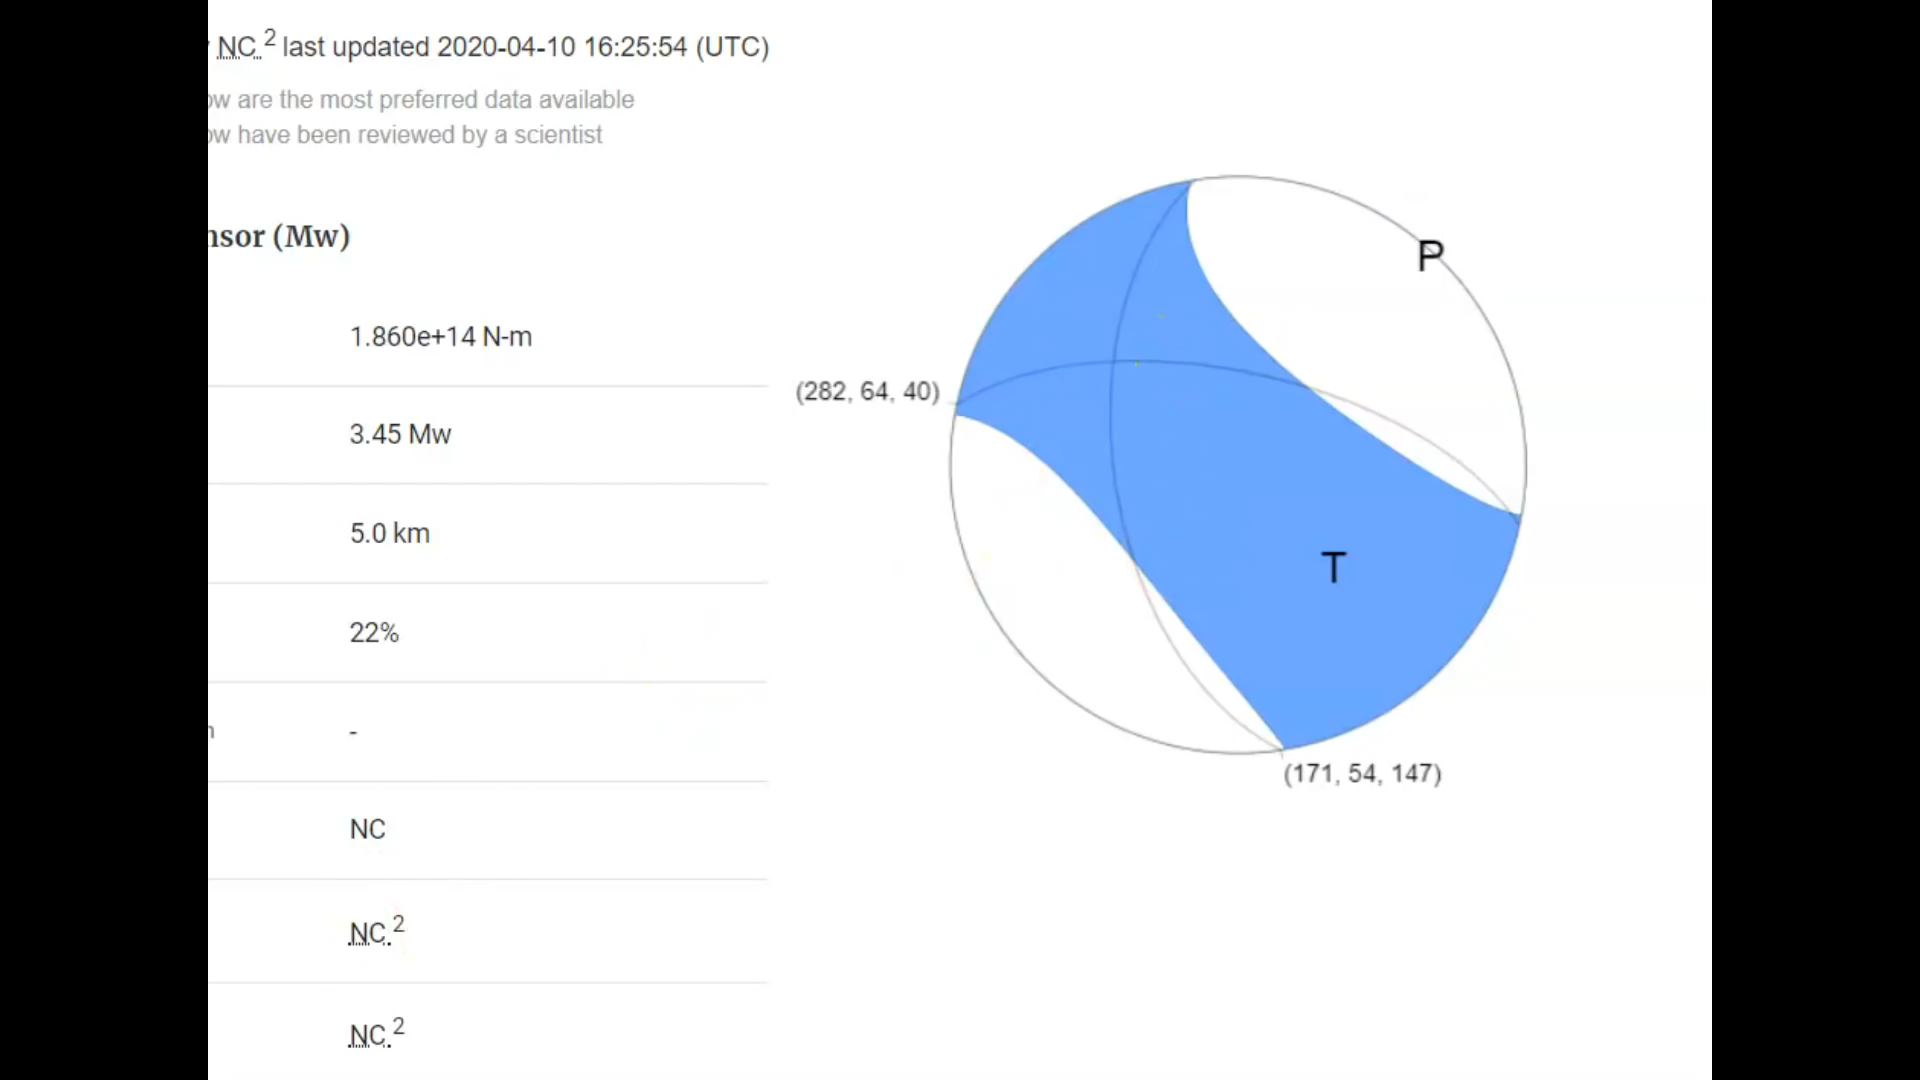 NC.2 last updated 2020-04-10 16:25:54 (UTC)
ow are the most preferred data available
ow have been reviewed by a scientist
nsor (Mw)
1.860e+14 N-m
3.45 Mw
5.0 km
22%
n -
NC
NC.2
NC.2
P
(282, 64, 40)
T
(171, 54, 147)